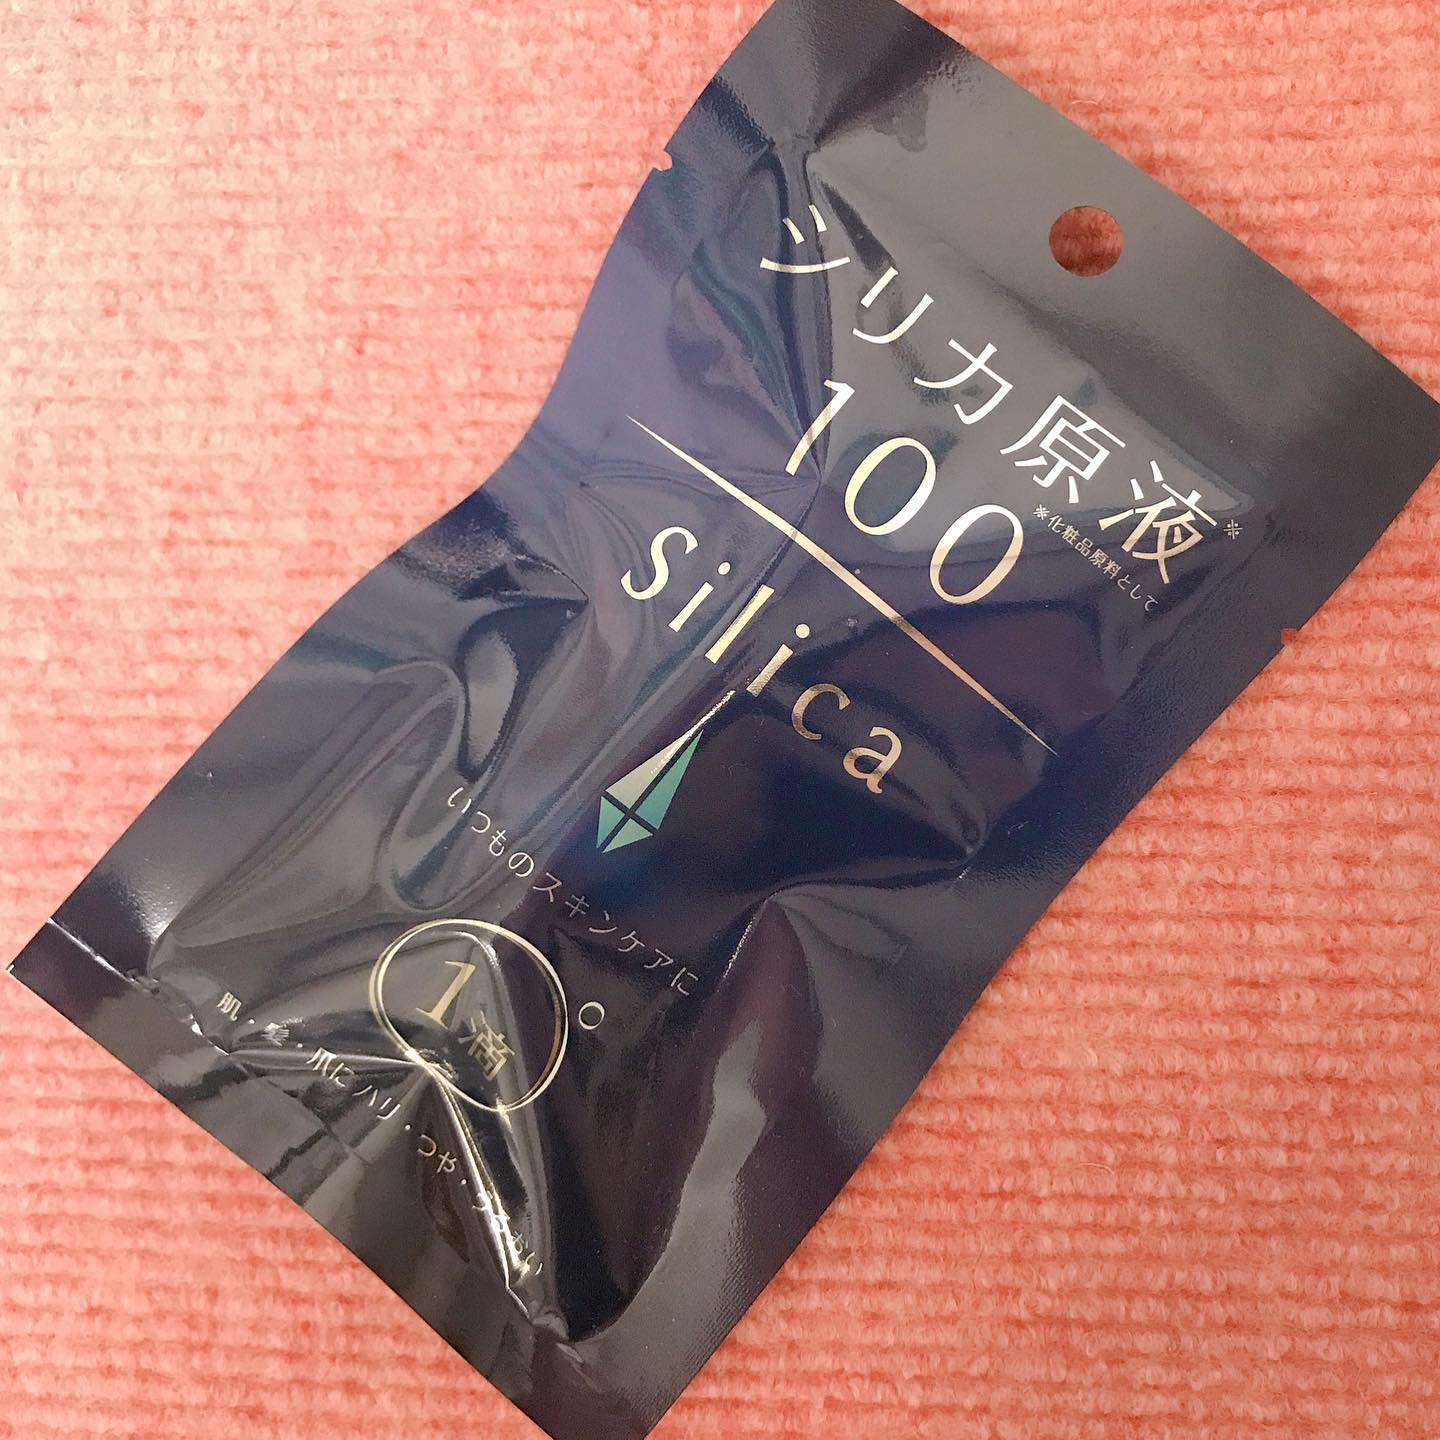 シリカ原液※
※化粧品原料として
100
Silica
いつものスキンケアに
1滴。
肌・髪・爪に ハリ・つや・うるおい